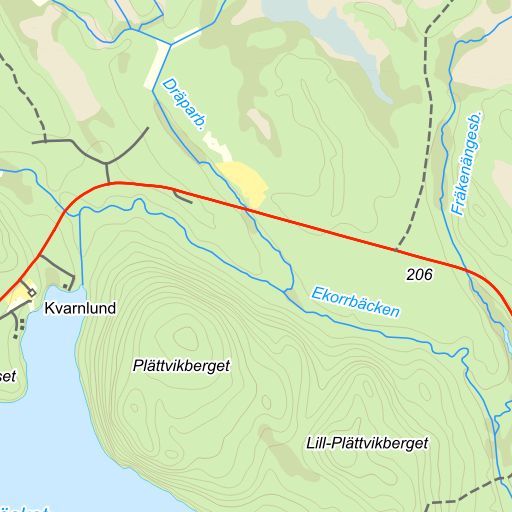 Dräparb.
Fräkenängesb.
206
Ekorrbäcken
Kvarnlund
Plättvikberget
Lill-Plättvikberget